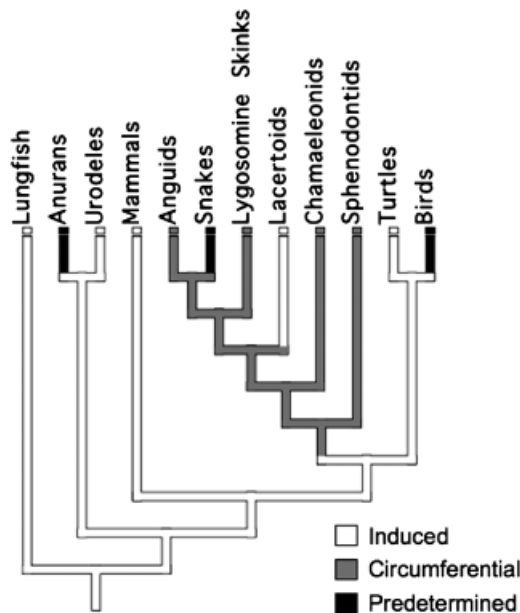 Lungfish
Anurans
Urodeles
Mammals
Anguids
Snakes
Lygosomine Skinks
Lacertoids
Chamaeleonids
Sphenodontids
Turtles
Birds
Induced
Circumferential
Predetermined